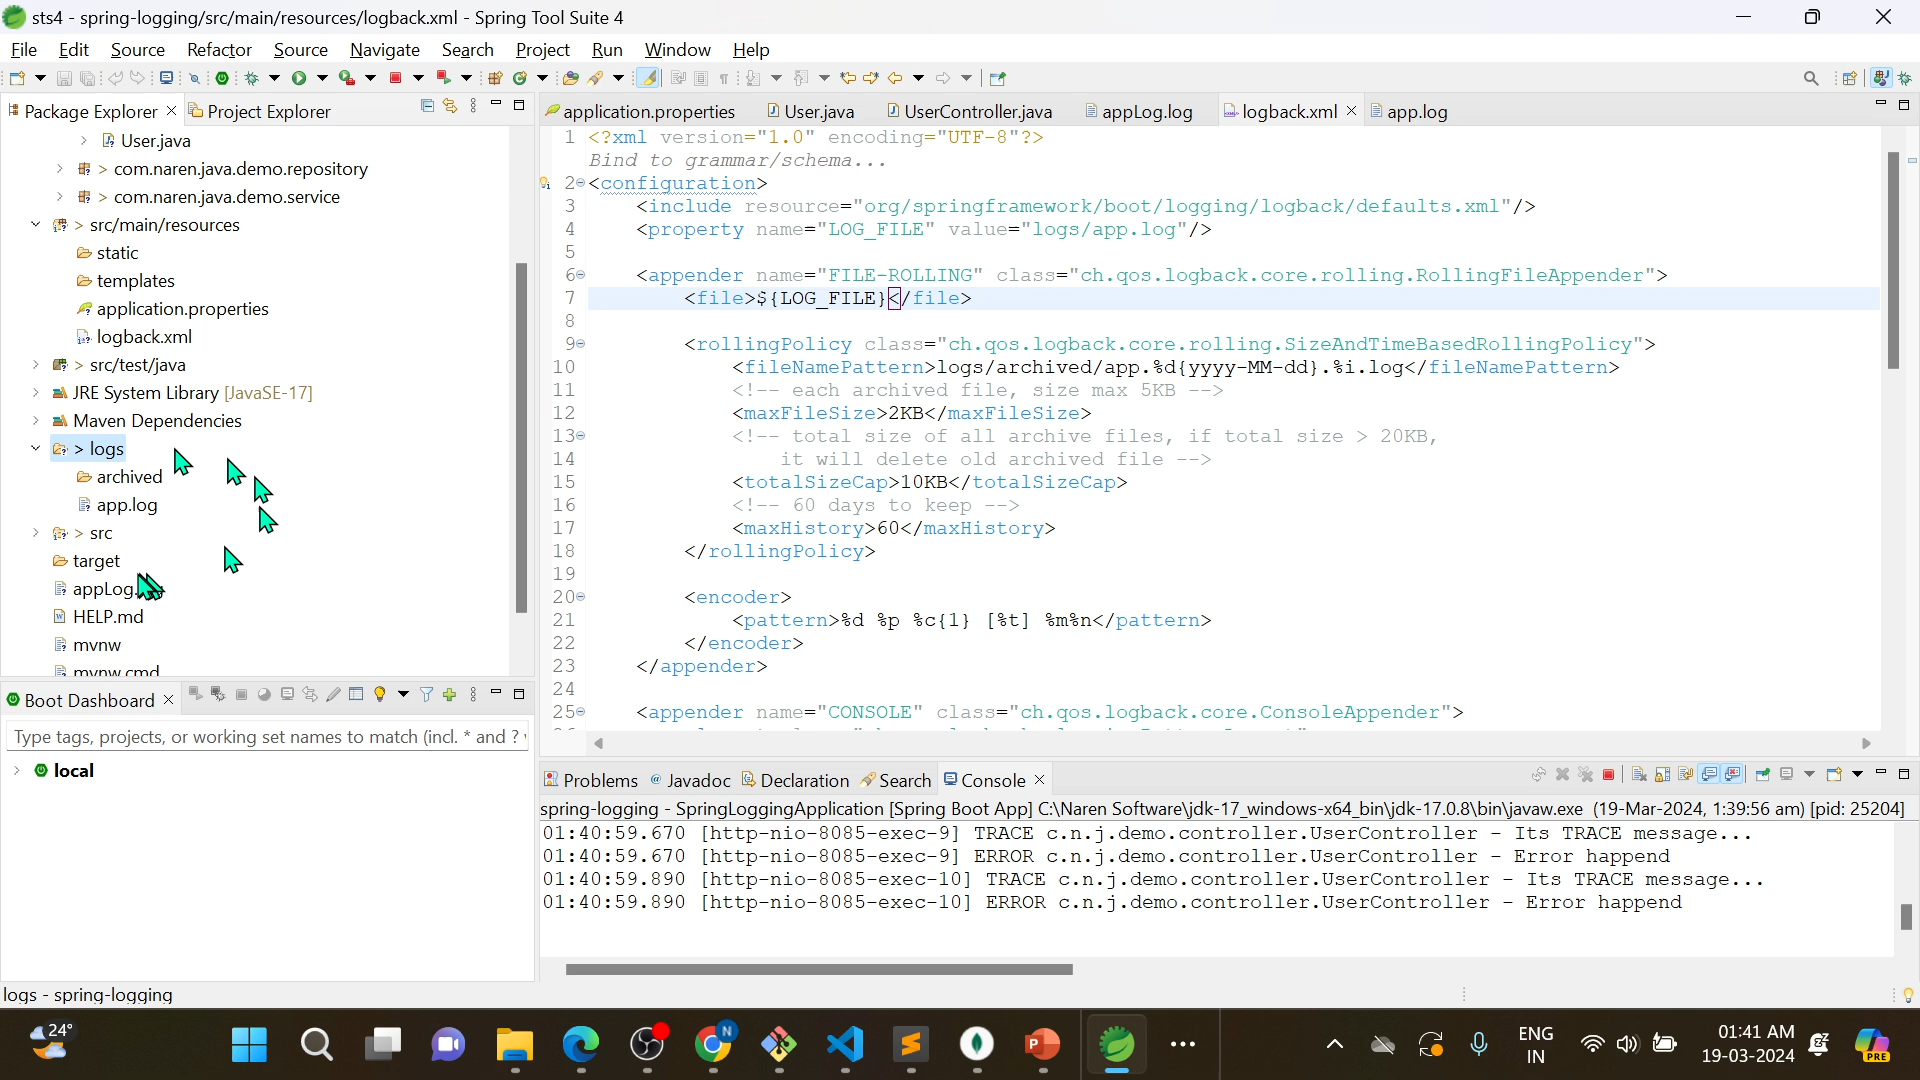 sts4 - spring-logging/src/main/resources/logback.xml - Spring Tool Suite 4
File Edit Source Refactor Source Navigate Search Project Run Window Help
Package Explorer
Project Explorer
User.java
> com.naren.java.demo.repository
> com.naren.java.demo.service
> src/main/resources
static
templates
application.properties
logback.xml
> src/test/java
JRE System Library [JavaSE-17]
Maven Dependencies
> logs
archived
app.log
> src
target
HELP.md
mvnw
mvnw.cmd
Boot Dashboard
Type tags, projects, or working set names to match (incl. * and ?
local
application.properties User.java UserController.java appLog.log logback.xml app.log
1 <?xml version="1.0" encoding="UTF-8"?>
Bind to grammar/schema...
2 <configuration>
3 <include resource="org/springframework/boot/logging/logback/defaults.xml"/>
4 <property name="LOG_FILE" value="logs/app.log"/>
5
6 <appender name="FILE-ROLLING" class="ch.qos.logback.core.rolling.RollingFileAppender">
7 <file>${LOG_FILE}</file>
8
9 <rollingPolicy class="ch.qos.logback.core.rolling.SizeAndTimeBasedRollingPolicy">
10 <fileNamePattern>logs/archived/app.%d{yyyy-MM-dd}.%i.log</fileNamePattern>
11 <!-- each archived file, size max 5KB -->
12 <maxFileSize>2KB</maxFileSize>
13 <!-- total size of all archive files, if total size > 20KB,
14 it will delete old archived file -->
15 <totalSizeCap>10KB</totalSizeCap>
16 <!-- 60 days to keep -->
17 <maxHistory>60</maxHistory>
18 </rollingPolicy>
19
20 <encoder>
21 <pattern>%d %p %c{1} [%t] %m%n</pattern>
22 </encoder>
23 </appender>
24
25 <appender name="CONSOLE" class="ch.qos.logback.core.ConsoleAppender">
Problems Javadoc Declaration Search Console
spring-logging - SpringLoggingApplication [Spring Boot App] C:\Naren Software\jdk-17_windows-x64_bin\jdk-17.0.8\bin\javaw.exe (19-Mar-2024, 1:39:56 am) [pid: 25204]
01:40:59.670 [http-nio-8085-exec-9] TRACE c.n.j.demo.controller.UserController - Its TRACE message...
01:40:59.670 [http-nio-8085-exec-9] ERROR c.n.j.demo.controller.UserController - Error happend
01:40:59.890 [http-nio-8085-exec-10] TRACE c.n.j.demo.controller.UserController - Its TRACE message...
01:40:59.890 [http-nio-8085-exec-10] ERROR c.n.j.demo.controller.UserController - Error happend
logs - spring-logging
24°
N
P
ENG
IN
01:41 AM
19-03-2024
PRE